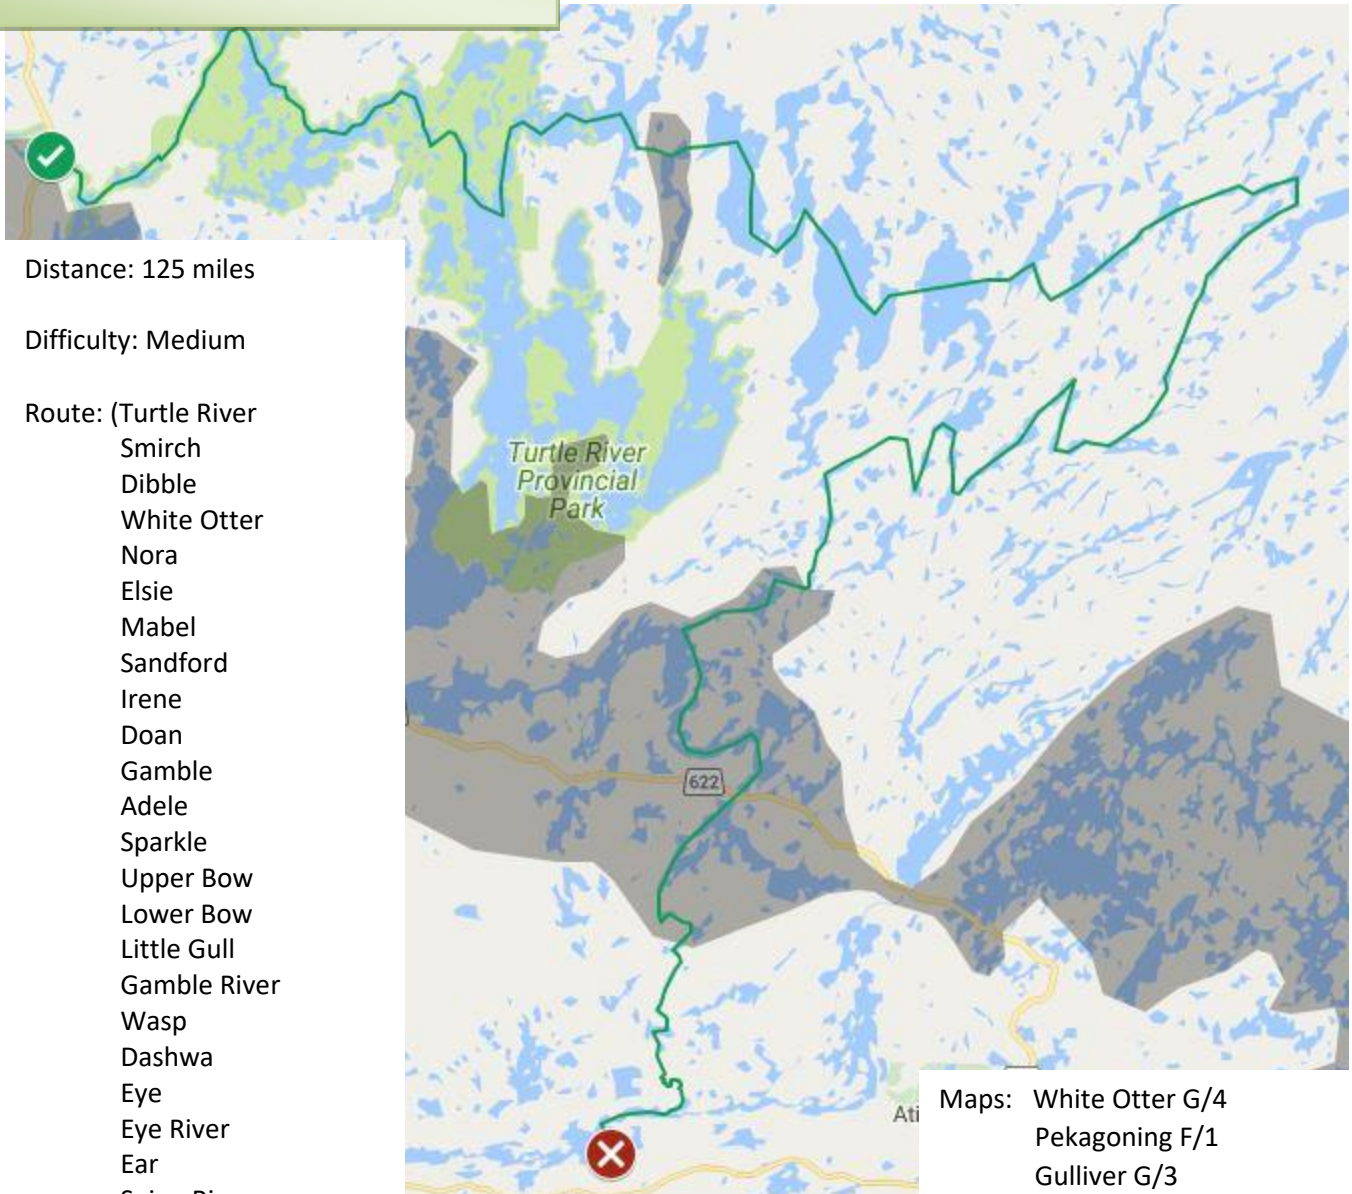 Distance: 125 miles
Difficulty: Medium
Route: (Turtle River
Smirch
Dibble
White Otter
Nora
Elsie
Mabel
Sandford
Irene
Doan
Gamble
Adele
Sparkle
Upper Bow
Lower Bow
Little Gull
Gamble River
Wasp
Dashwa
Eye
Eye River
Ear
Turtle River
Provincial
Park
622
Ati
Maps: White Otter G/4
Pekagoning F/1
Gulliver G/3